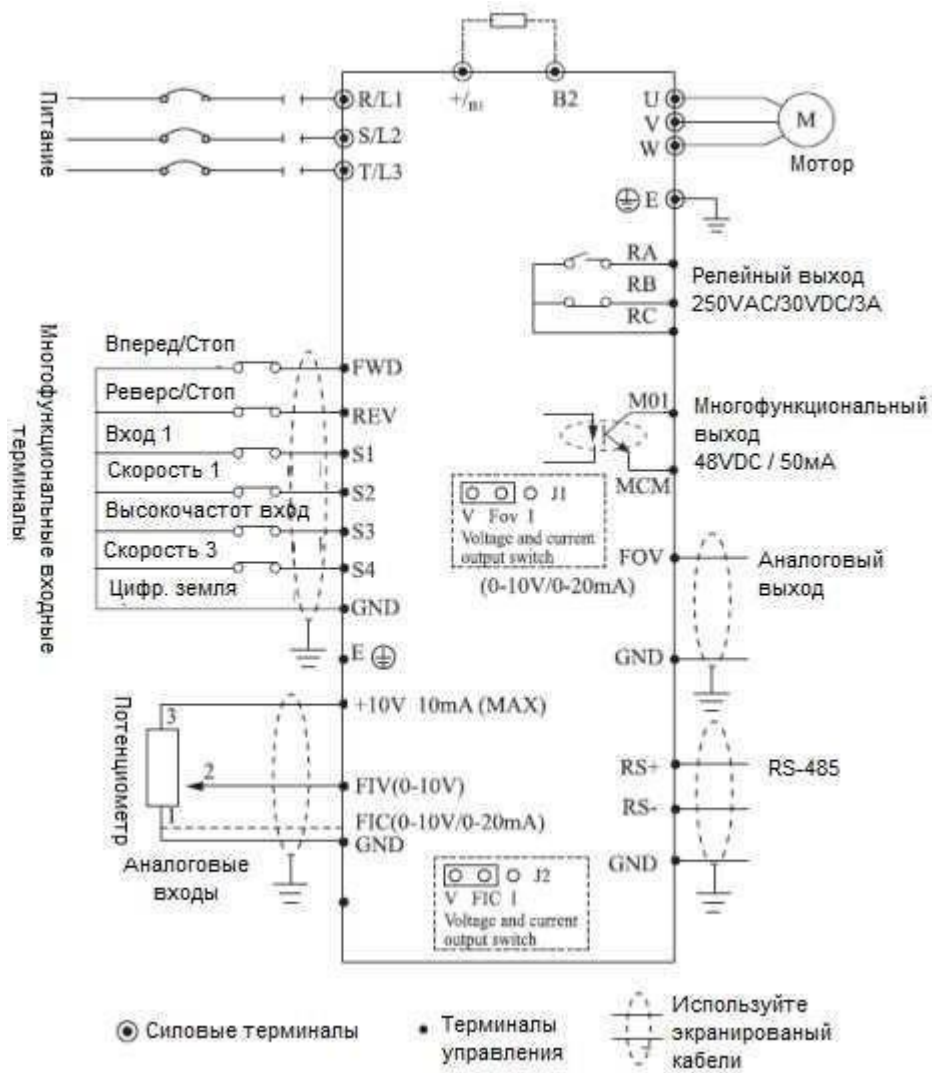 Питание
R/L1
S/L2
T/L3
+/B1
B2
U
V
W
M
Мотор
E
RA
RB
RC
Релейный выход
250VAC/30VDC/3A
Многофункциональные входные
терминалы
Вперед/Стоп
FWD
Реверс/Стоп
REV
Вход 1
S1
Скорость 1
S2
Высокочастот вход
S3
Скорость 3
S4
Цифр. земля
GND
E
M01
MCM
Многофункциональный
выход
48VDC / 50мА
J1
V Fov I
Voltage and current
output switch
(0-10V/0-20mA)
FOV
Аналоговый
выход
GND
Потенциометр
3
2
1
+10V 10mA (MAX)
FIV(0-10V)
FIC(0-10V/0-20mA)
GND
Аналоговые
входы
RS+
RS-485
RS-
GND
J2
V FIC I
Voltage and current
output switch
Силовые терминалы
Терминалы
управления
Используйте
экранированый
кабели